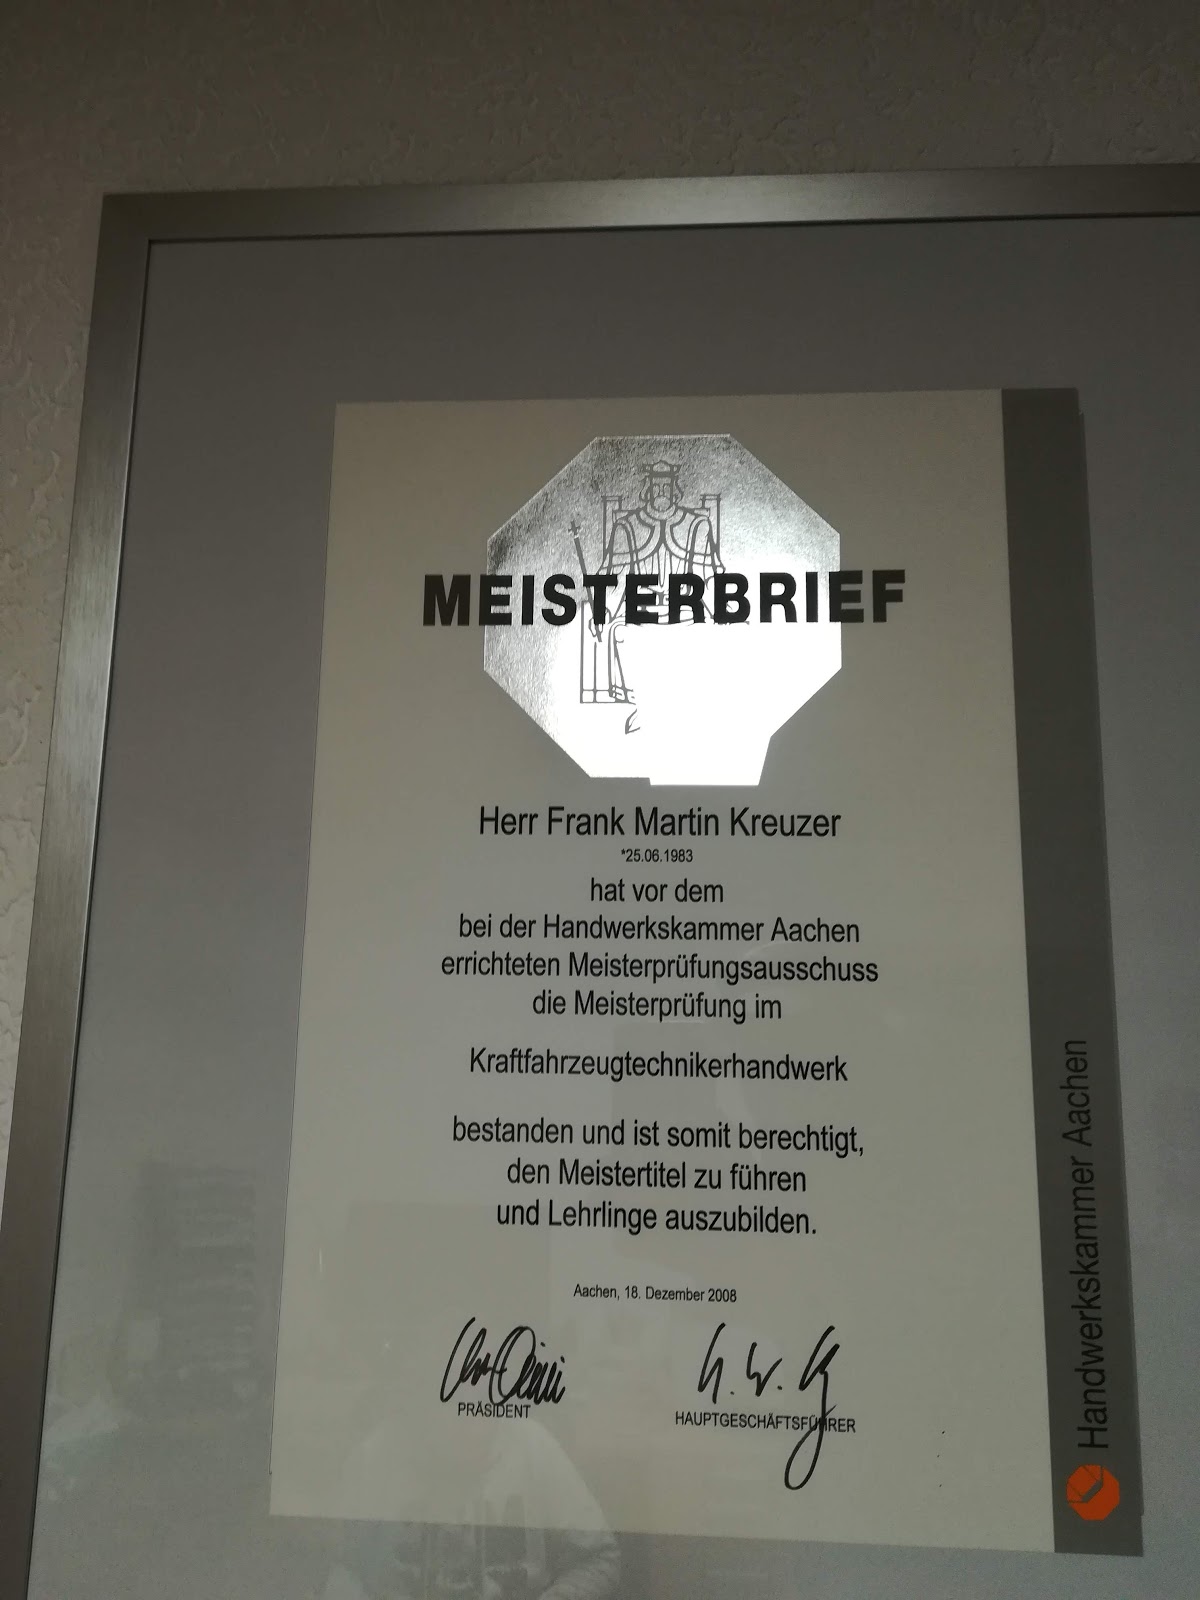 MEISTERBRIEF
Herr Frank Martin Kreuzer
*25.06.1983
hat vor dem
bei der Handwerkskammer Aachen
errichteten Meisterprüfungsausschuss
die Meisterprüfung im
Kraftfahrzeugtechnikerhandwerk
bestanden und ist somit berechtigt,
den Meistertitel zu führen
und Lehrlinge auszubilden.
Aachen, 18. Dezember 2008
PRÄSIDENT
HAUPTGESCHÄFTSFÜHRER
Handwerkskammer Aachen